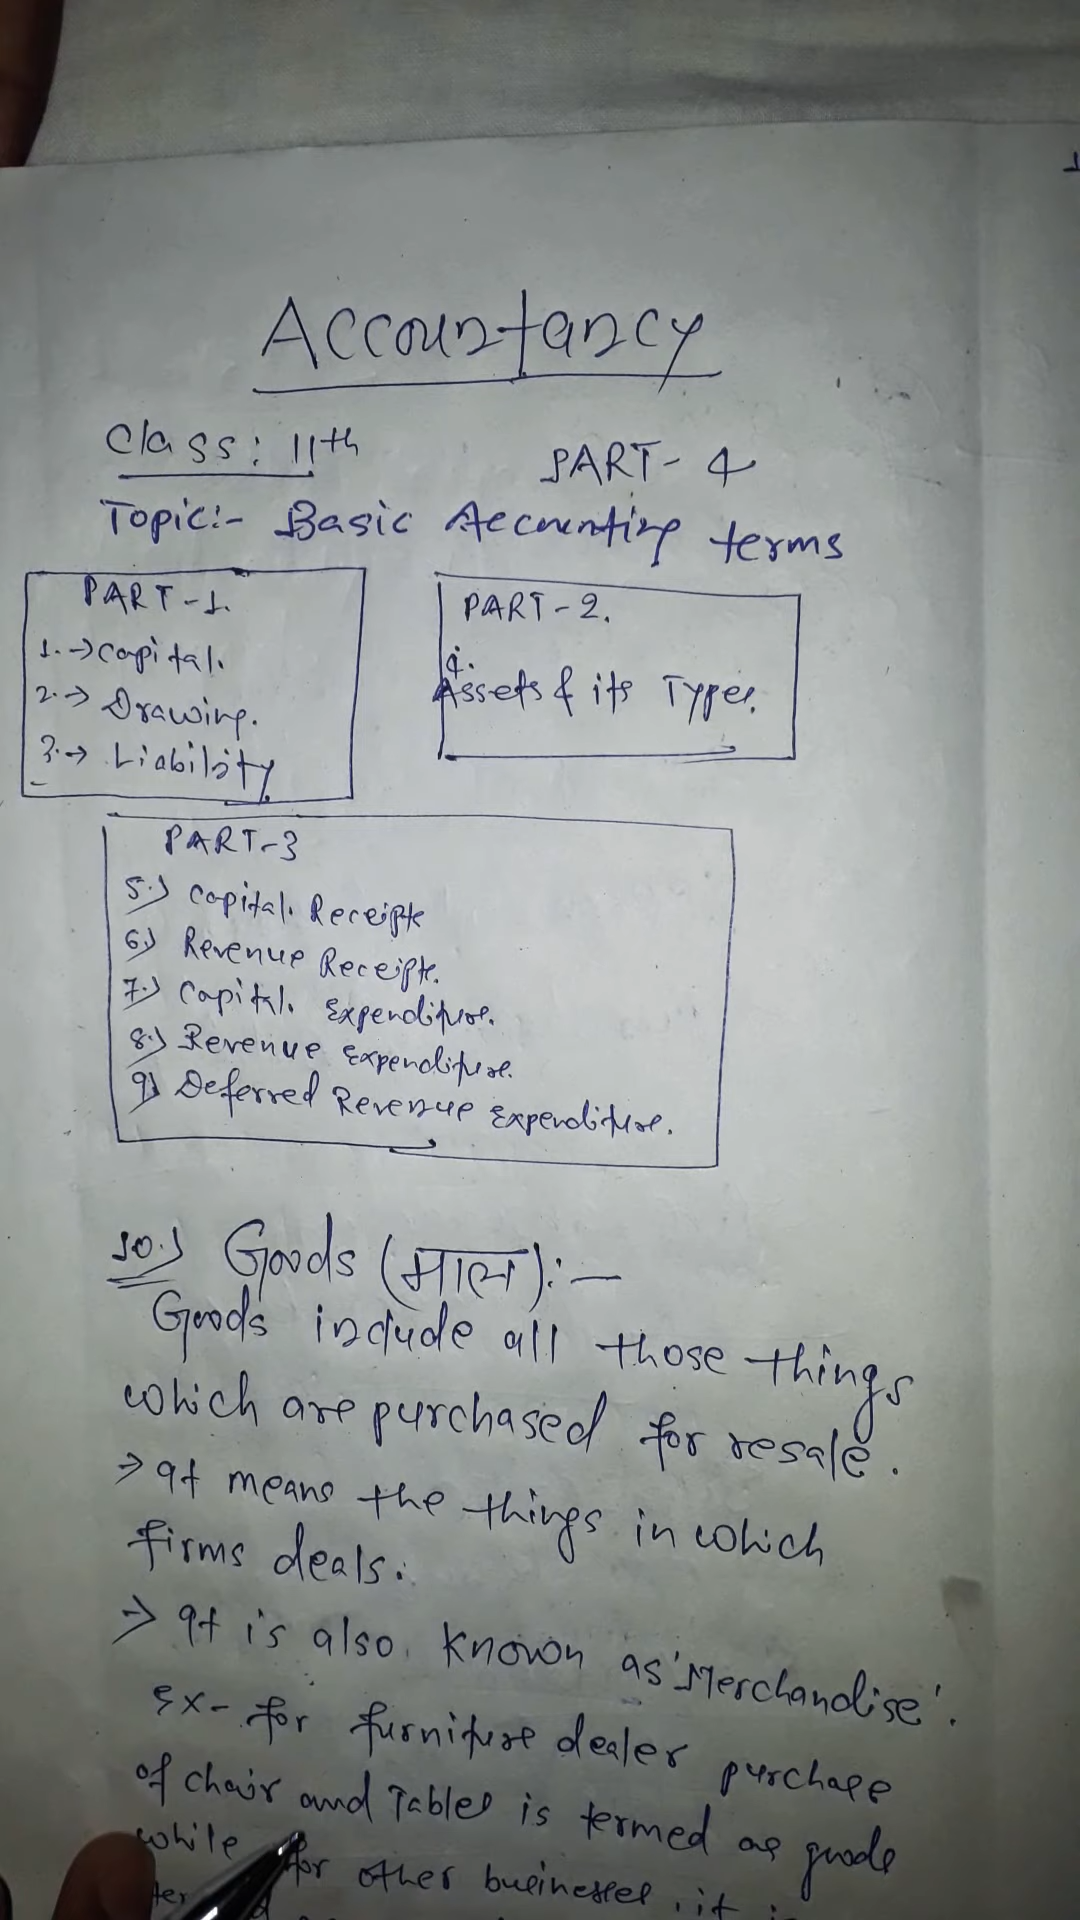 Accountancy
Class: 11th
PART-4
Topic:- Basic Accounting terms
PART-1.
1.→Capital.
2.→ Drawing.
3.→ Liability
PART-2.
4.
Assets & its Types.
PART-3
5.) Capital. Receipts
6.) Revenue Receipts.
7.) Capital. Expenditure.
8.) Revenue Expenditure.
9) Deferred Revenue Expenditure.
10.) Goods (माल):—
Goods include all those things
which are purchased for resale.
→ It means the things in which
firms deals.
→ It is also. Known as 'Merchandise'.
Ex- for furniture dealer purchase
of chair and Tables is termed as goods
while for other businesses, it